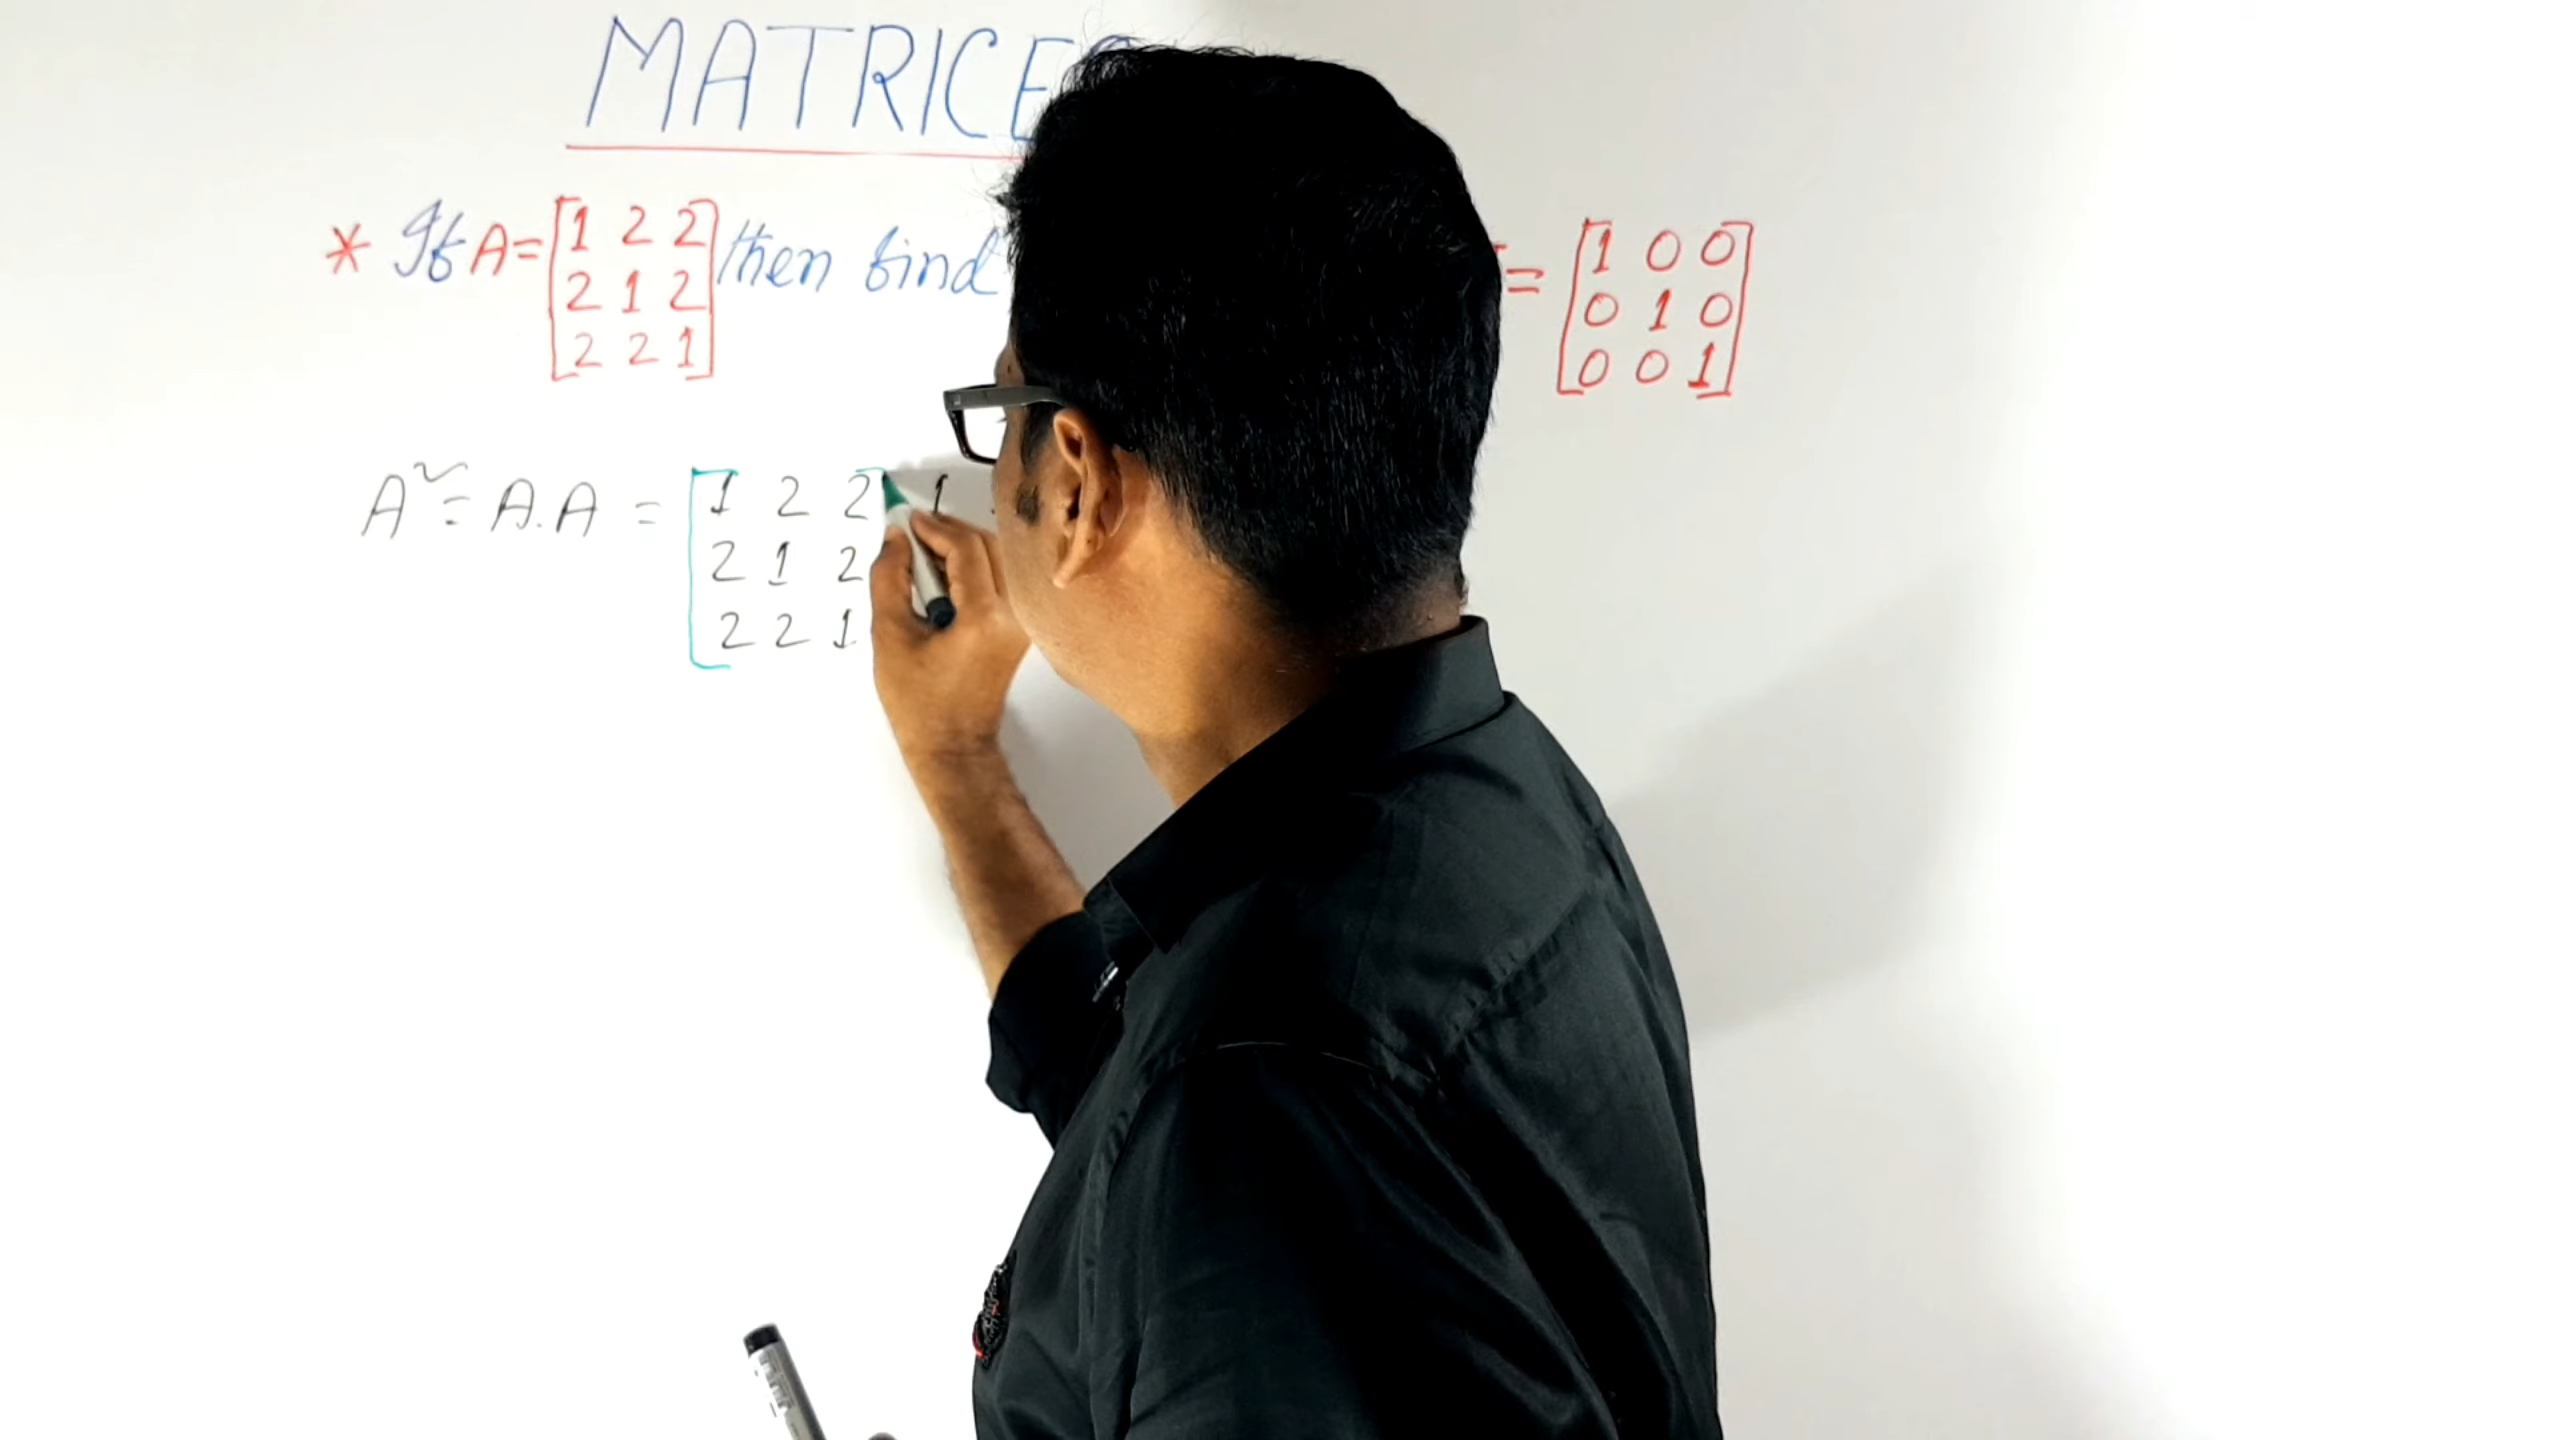 MATRICE
* If A = [1 2 2 then find = [1 0 0
2 1 2 0 1 0
2 2 1] 0 0 1]
A² = A.A = [1 2 2] 1
2 1 2
2 2 1